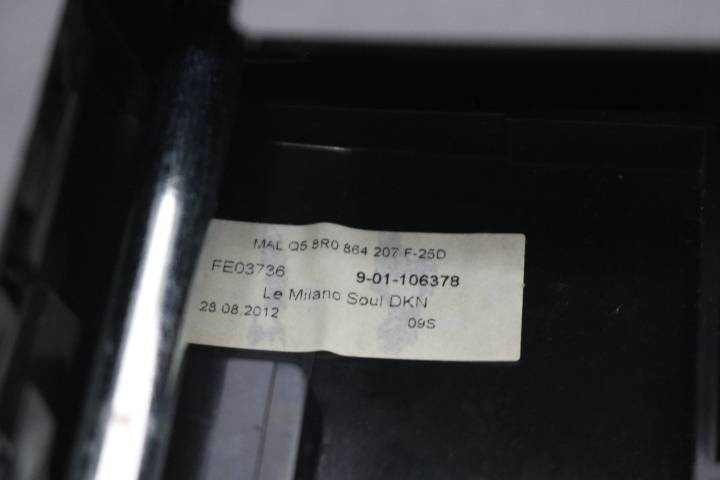 MAL Q5 8R0 864 207 F-25D
FE03736 9-01-106378
Le Milano Soul DKN
28.08.2012 09S